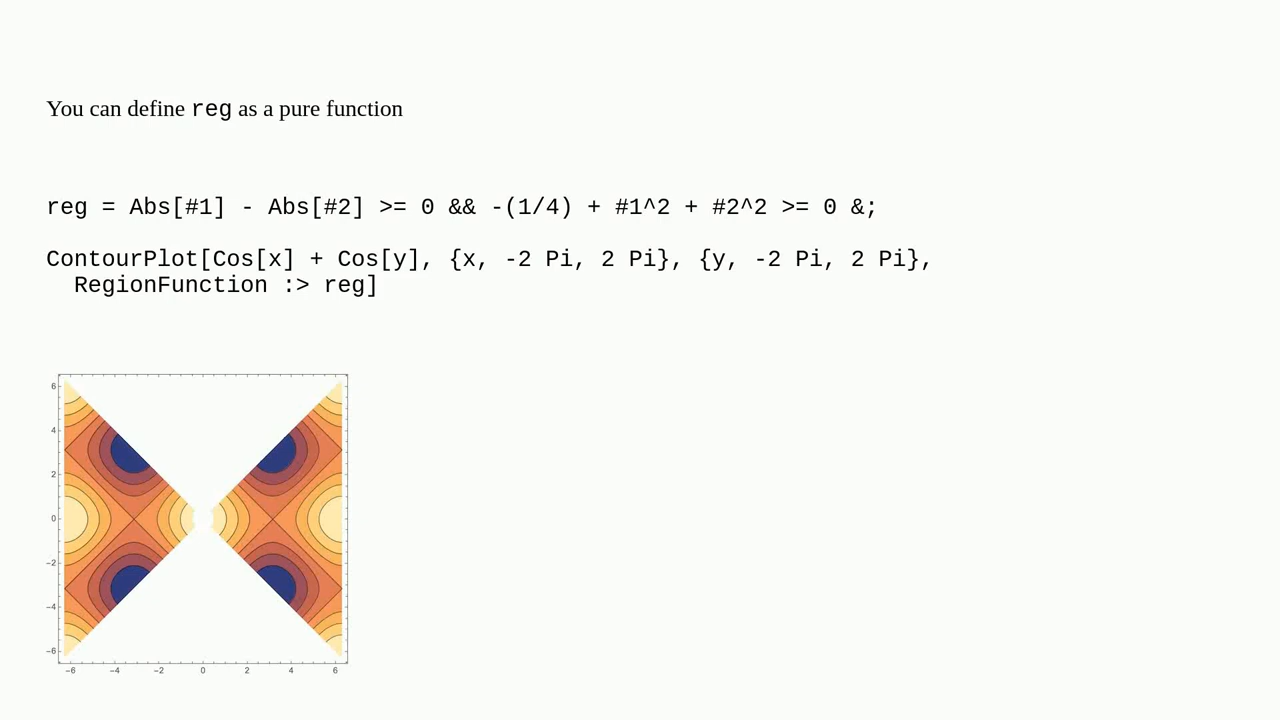 You can define reg as a pure function
reg = Abs[#1] - Abs[#2] >= 0 && -(1/4) + #1^2 + #2^2 >= 0 &;
ContourPlot[Cos[x] + Cos[y], {x, -2 Pi, 2 Pi}, {y, -2 Pi, 2 Pi},
RegionFunction :> reg]
6
4
2
0
−2
−4
−6
−6 −4 −2 0 2 4 6